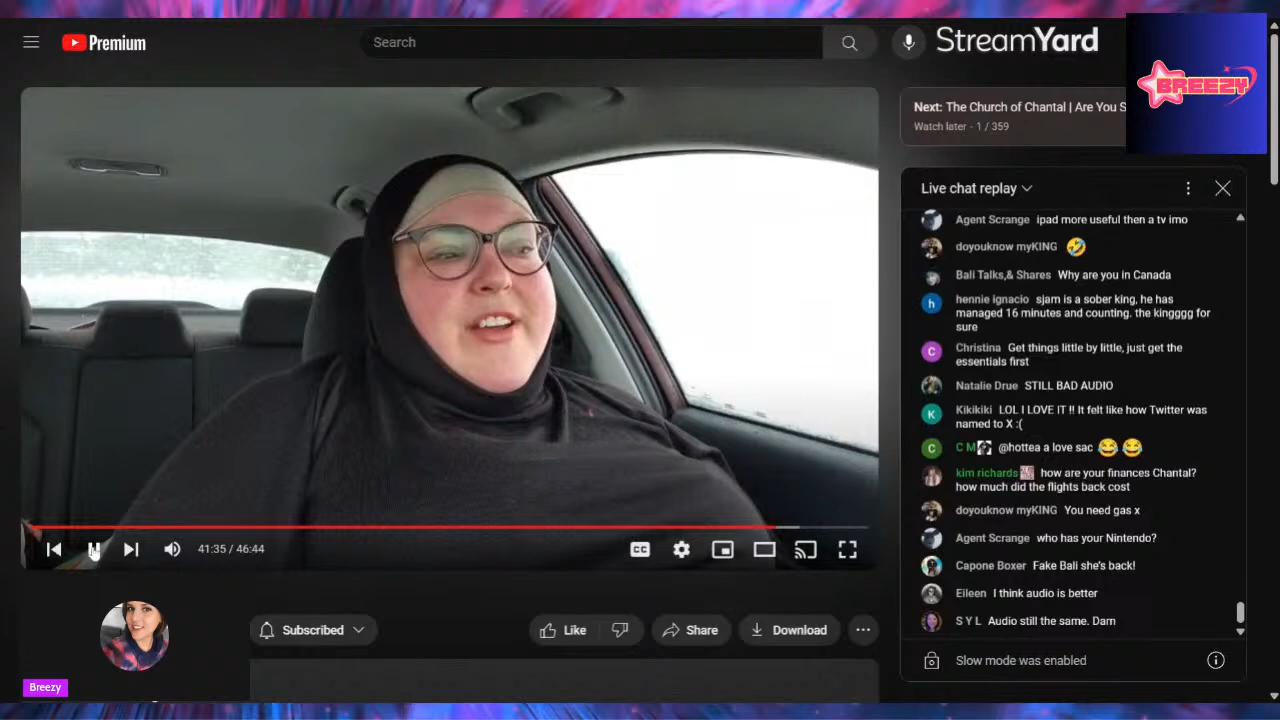 Premium
Search
StreamYard
BREEZY
Next: The Church of Chantal | Are You S
Watch later - 1 / 359
Live chat replay
Agent Scrange ipad more useful then a tv imo
doyouknow myKING
Bali Talks,& Shares Why are you in Canada
hennie ignacio sjam is a sober king, he has
managed 16 minutes and counting. the kingggg for
sure
Christina Get things little by little, just get the
essentials first
Natalie Drue STILL BAD AUDIO
Kikikiki LOL I LOVE IT !! It felt like how Twitter was
named to X :(
C M @hottea a love sac
kim richards how are your finances Chantal?
how much did the flights back cost
doyouknow myKING You need gas x
Agent Scrange who has your Nintendo?
Capone Boxer Fake Bali she's back!
Eileen I think audio is better
S Y L Audio still the same. Dam
Slow mode was enabled
41:35 / 46:44
CC
Subscribed
Like
Share
Download
Breezy